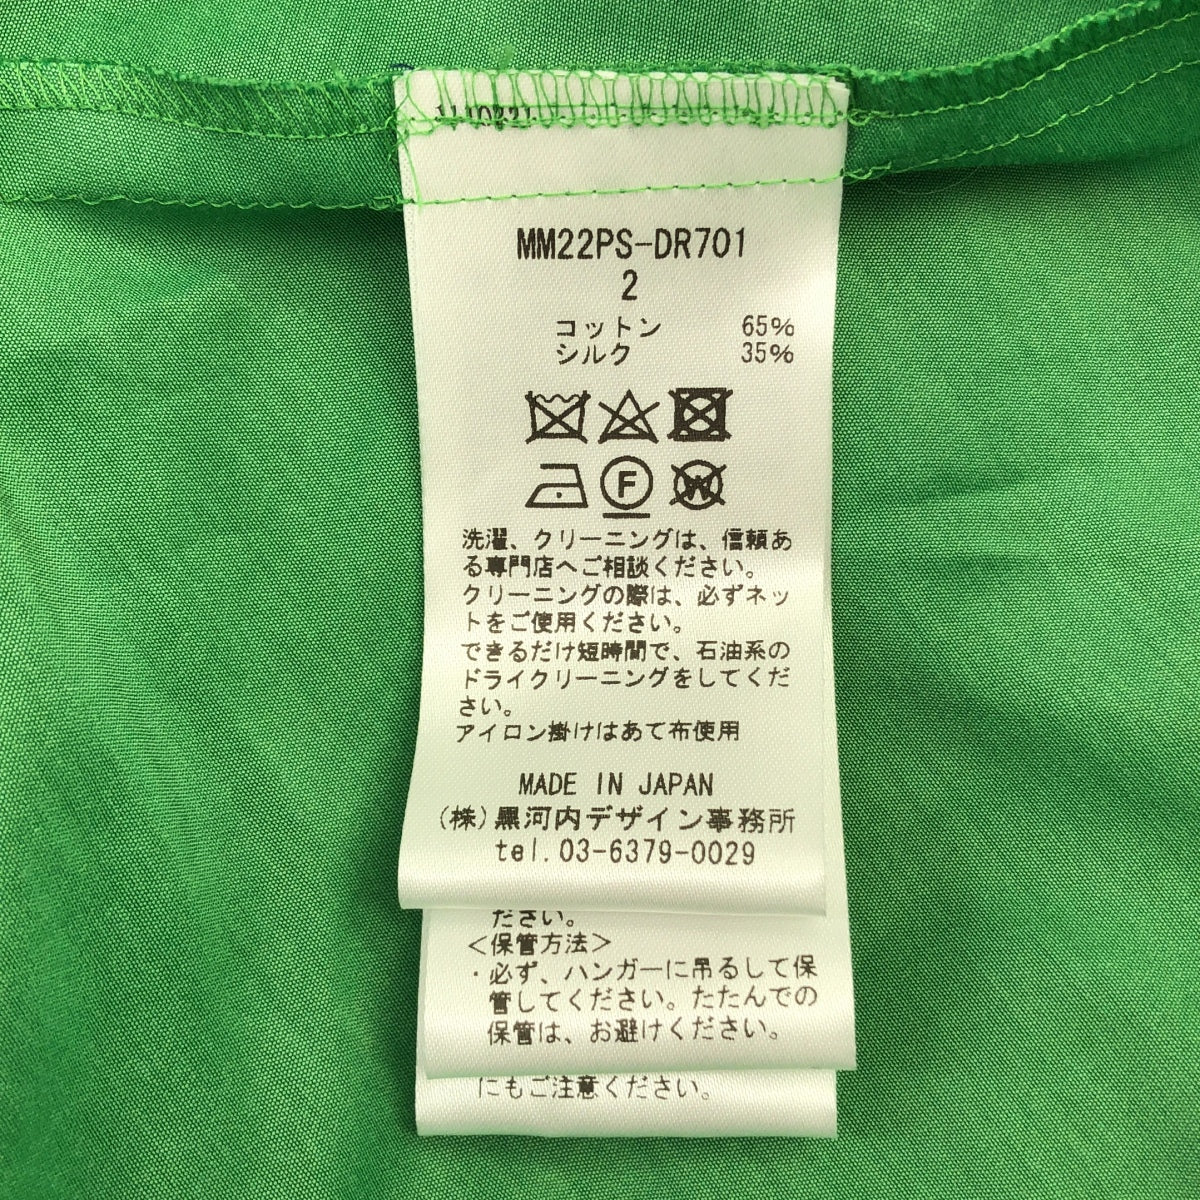 MM22PS-DR701
2
コットン 65%
シルク 35%
F
W
洗濯、クリーニングは、信頼あ
る専門店へご相談ください。
クリーニングの際は、必ずネッ
トをご使用ください。
できるだけ短時間で、石油系の
ドライクリーニングをしてくだ
さい。
アイロン掛けはあて布使用
MADE IN JAPAN
(株)黒河内デザイン事務所
tel.03-6379-0029
ださい。
<保管方法>
・必ず、ハンガーに吊るして保
管してください。たたんでの
保管は、お避けください。
にもご注意ください。